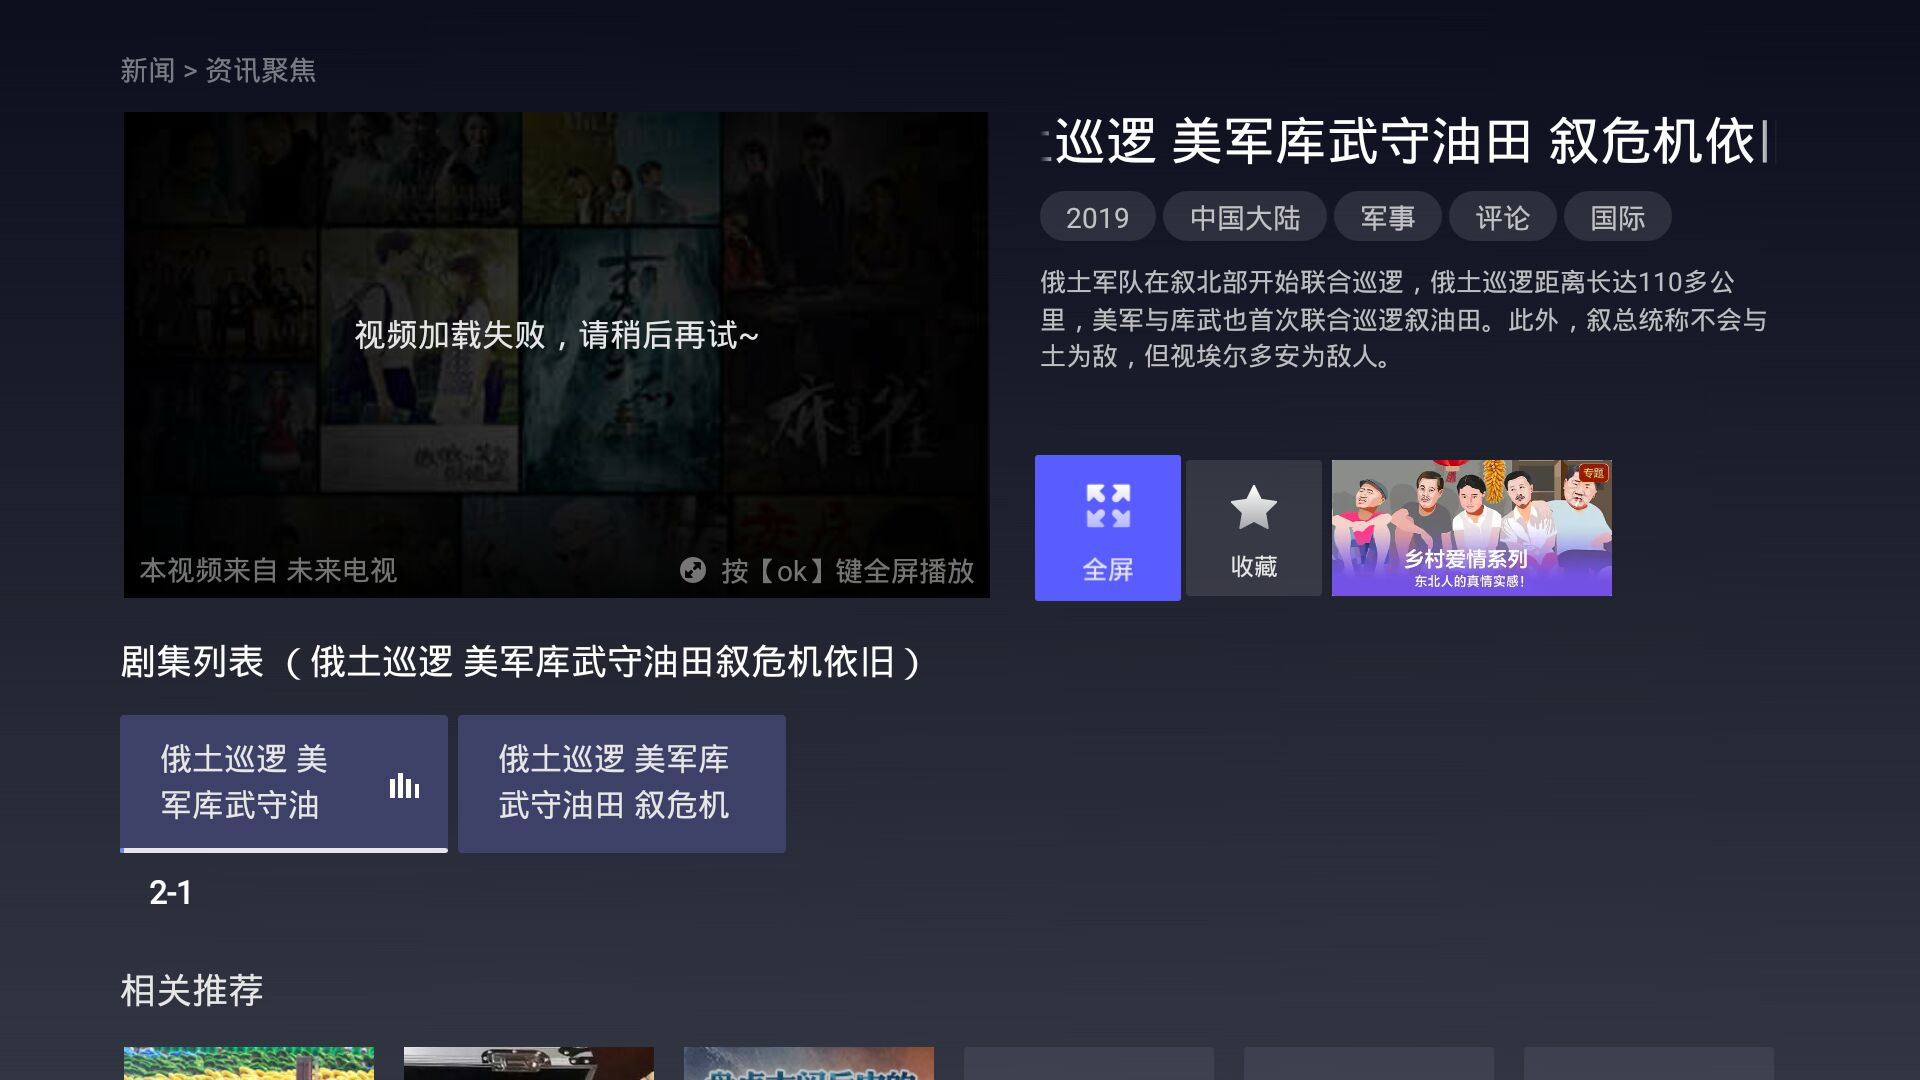 新闻 > 资讯聚焦
巡逻 美军库武守油田 叙危机依
2019 中国大陆 军事 评论 国际
俄土军队在叙北部开始联合巡逻，俄土巡逻距离长达110多公
里，美军与库武也首次联合巡逻叙油田。此外，叙总统称不会与
土为敌，但视埃尔多安为敌人。
视频加载失败，请稍后再试~
麻雀
本视频来自 未来电视
按【ok】键全屏播放
全屏
收藏
专题
乡村爱情系列
东北人的真情实感！
剧集列表 （俄土巡逻 美军库武守油田叙危机依旧）
俄土巡逻 美
军库武守油
俄土巡逻 美军库
武守油田 叙危机
2-1
相关推荐